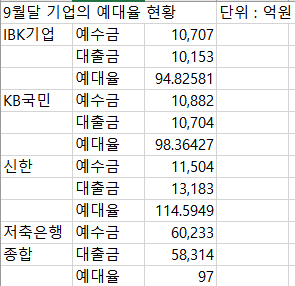 9월달 기업의 예대율 현황 단위 : 억원
IBK기업 예수금 10,707
대출금 10,153
예대율 94.82581
KB국민 예수금 10,882
대출금 10,704
예대율 98.36427
신한 예수금 11,504
대출금 13,183
예대율 114.5949
저축은행 예수금 60,233
종합 대출금 58,314
예대율 97